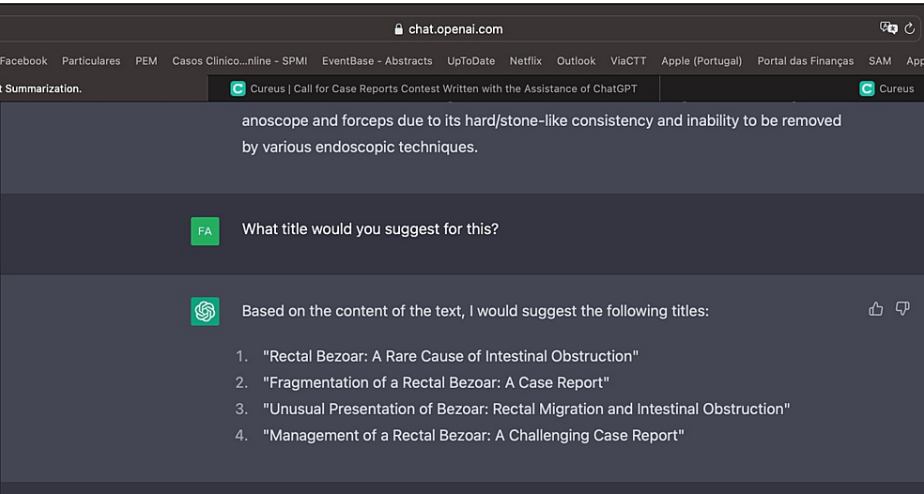 chat.openai.com
Facebook Particulares PEM Casos Clinico...nline - SPMI EventBase - Abstracts UpToDate Netflix Outlook ViaCTT Apple (Portugal) Portal das Finanças SAM App
t Summarization. Cureus | Call for Case Reports Contest Written with the Assistance of ChatGPT Cureus
anoscope and forceps due to its hard/stone-like consistency and inability to be removed
by various endoscopic techniques.
FA What title would you suggest for this?
Based on the content of the text, I would suggest the following titles:
1. "Rectal Bezoar: A Rare Cause of Intestinal Obstruction"
2. "Fragmentation of a Rectal Bezoar: A Case Report"
3. "Unusual Presentation of Bezoar: Rectal Migration and Intestinal Obstruction"
4. "Management of a Rectal Bezoar: A Challenging Case Report"